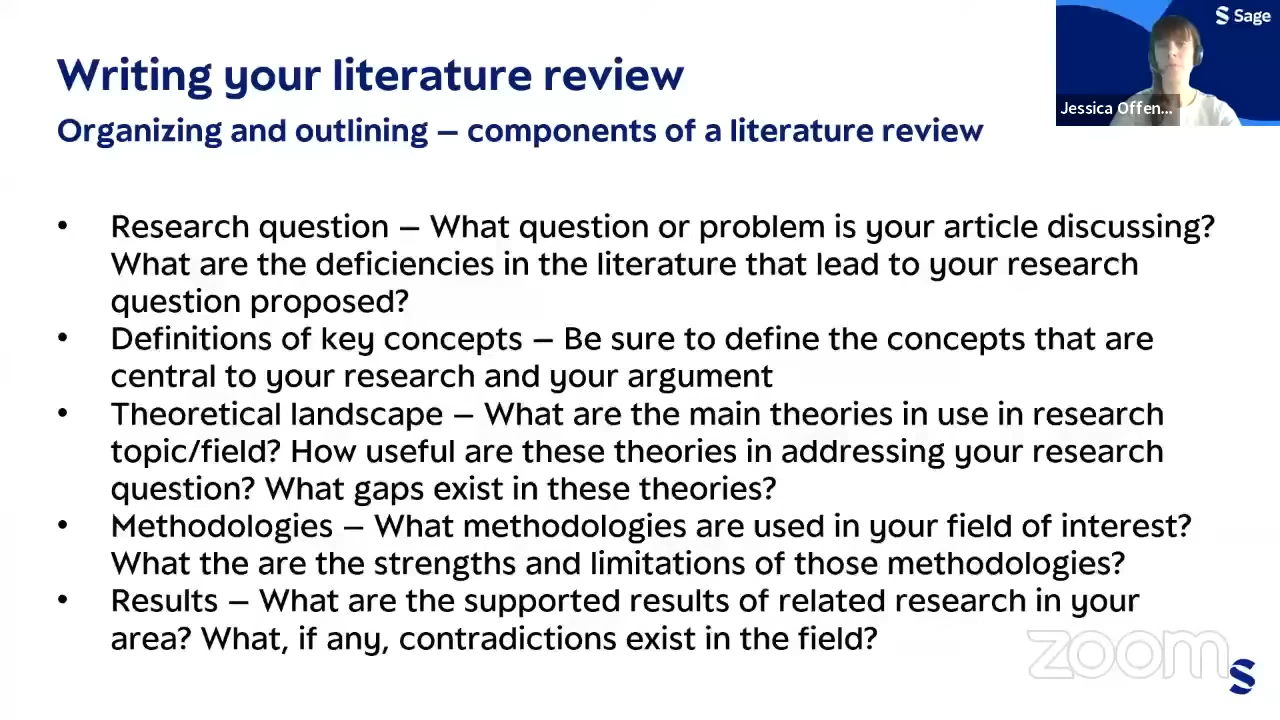 Sage
Jessica Offen...
Writing your literature review
Organizing and outlining – components of a literature review
• Research question – What question or problem is your article discussing?
What are the deficiencies in the literature that lead to your research
question proposed?
• Definitions of key concepts – Be sure to define the concepts that are
central to your research and your argument
• Theoretical landscape – What are the main theories in use in research
topic/field? How useful are these theories in addressing your research
question? What gaps exist in these theories?
• Methodologies – What methodologies are used in your field of interest?
What the are the strengths and limitations of those methodologies?
• Results – What are the supported results of related research in your
area? What, if any, contradictions exist in the field?
zoom